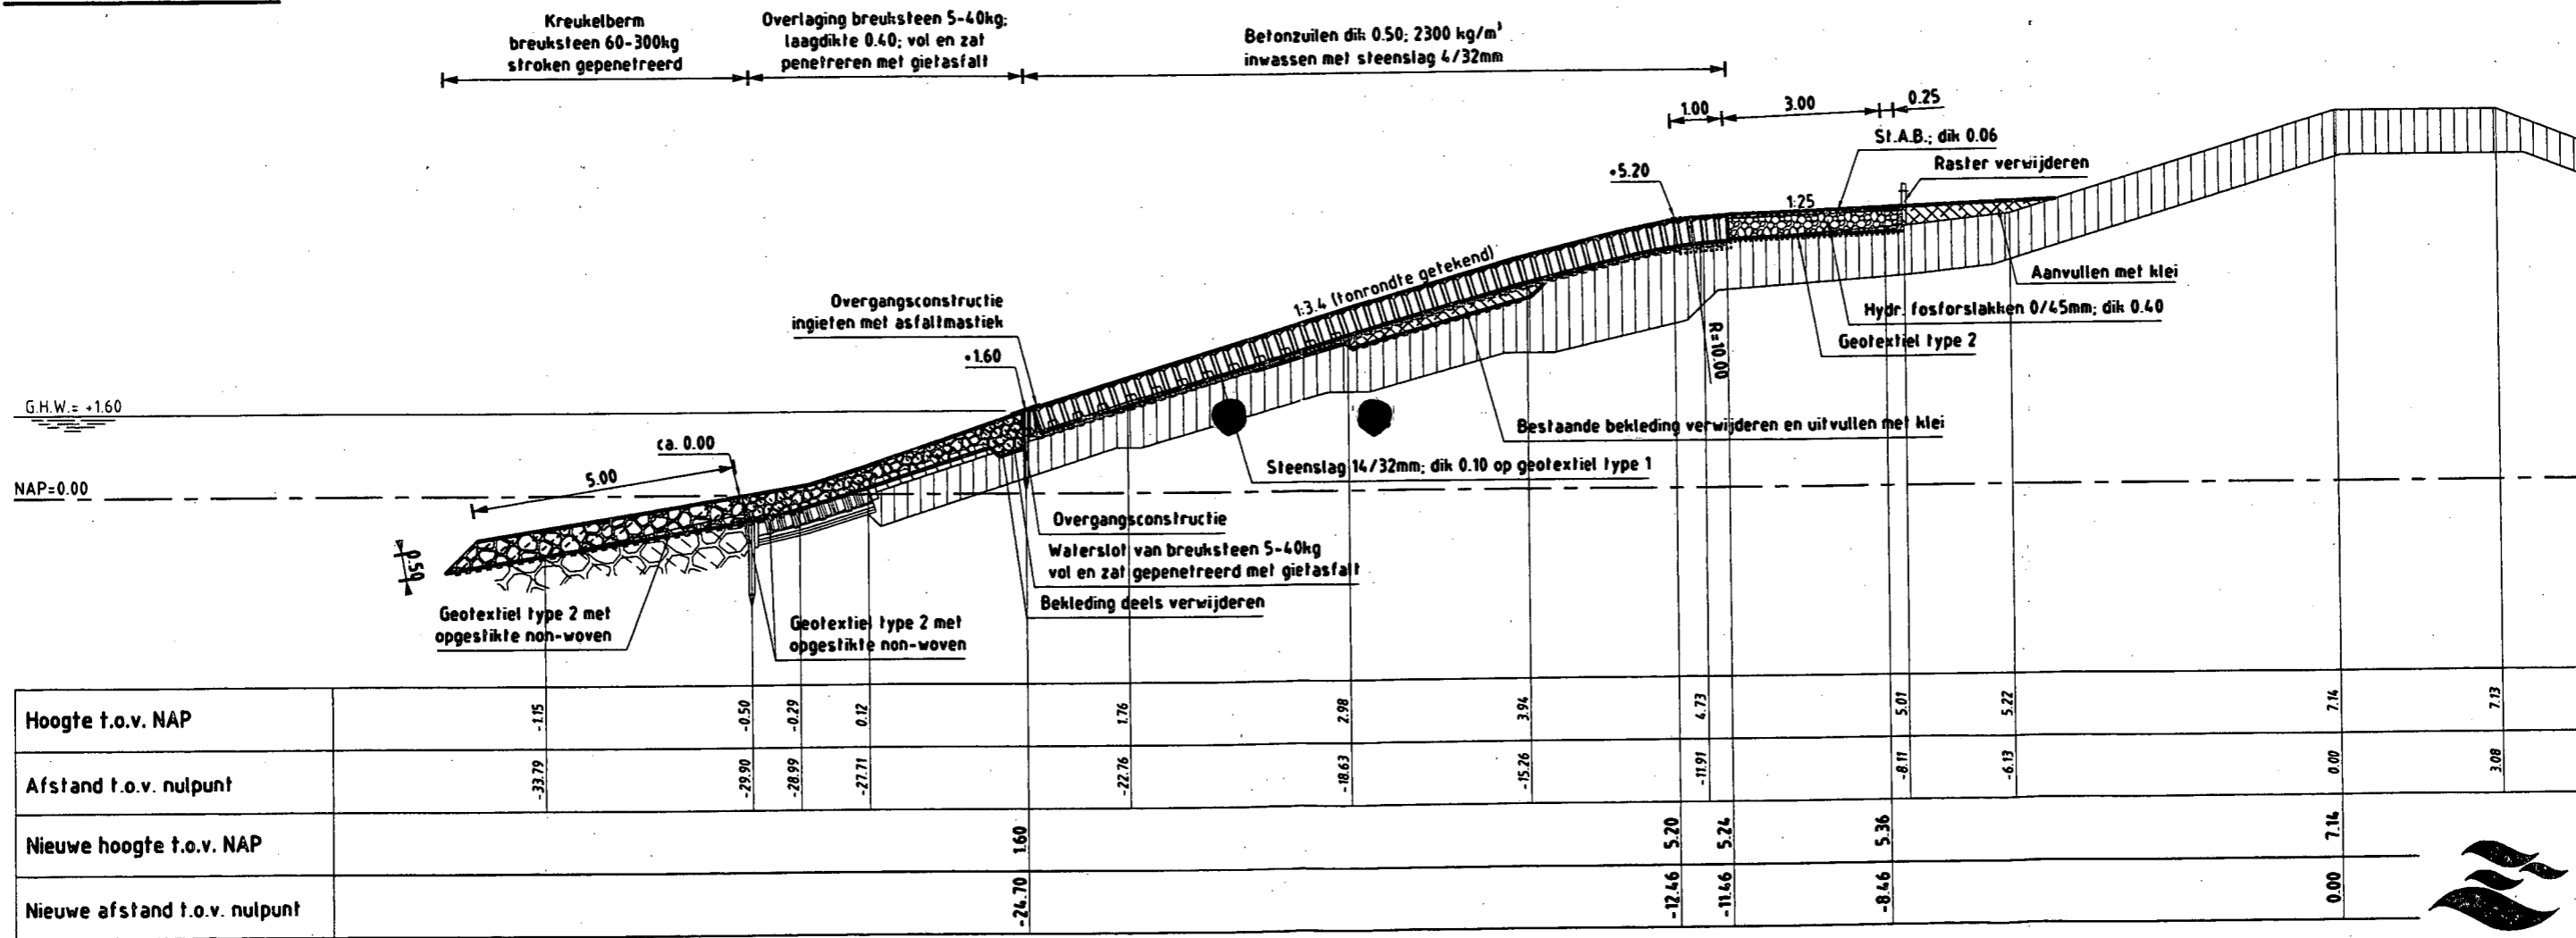 Kreukelberm
breuksteen 60-300kg
stroken gepenetreerd
Overlaging breuksteen 5-40kg;
laagdikte 0.40; vol en zat
penetreren met gietasfalt
Betonzuilen dik 0.50; 2300 kg/m³
inwassen met steenslag 4/32mm
1.00
3.00
0.25
St.A.B.; dik 0.06
Raster verwijderen
+5.20
1:25
1:3.4 (tonrondte getekend)
Aanvullen met klei
Hydr. fosforslakken 0/45mm; dik 0.40
Geotextiel type 2
R=10.00
Overgangsconstructie
ingieten met asfaltmastiek
+1.60
G.H.W.= +1.60
Bestaande bekleding verwijderen en uitvullen met klei
ca. 0.00
Steenslag 14/32mm; dik 0.10 op geotextiel type 1
5.00
NAP=0.00
Overgangsconstructie
0.50
Waterslot van breuksteen 5-40kg
vol en zat gepenetreerd met gietasfalt
Bekleding deels verwijderen
Geotextiel type 2 met
opgestikte non-woven
Geotextiel type 2 met
opgestikte non-woven
Hoogte t.o.v. NAP -1.15 -0.50 -0.29 0.12 1.76 2.98 3.94 4.73 5.01 5.22 7.14 7.13
Afstand t.o.v. nulpunt -33.79 -29.90 -28.99 -27.71 -22.76 -18.63 -15.26 -11.91 -8.11 -6.13 0.00 3.08
Nieuwe hoogte t.o.v. NAP 1.60 5.20 5.24 5.36 7.14
Nieuwe afstand t.o.v. nulpunt -24.70 -12.46 -11.46 -8.46 0.00